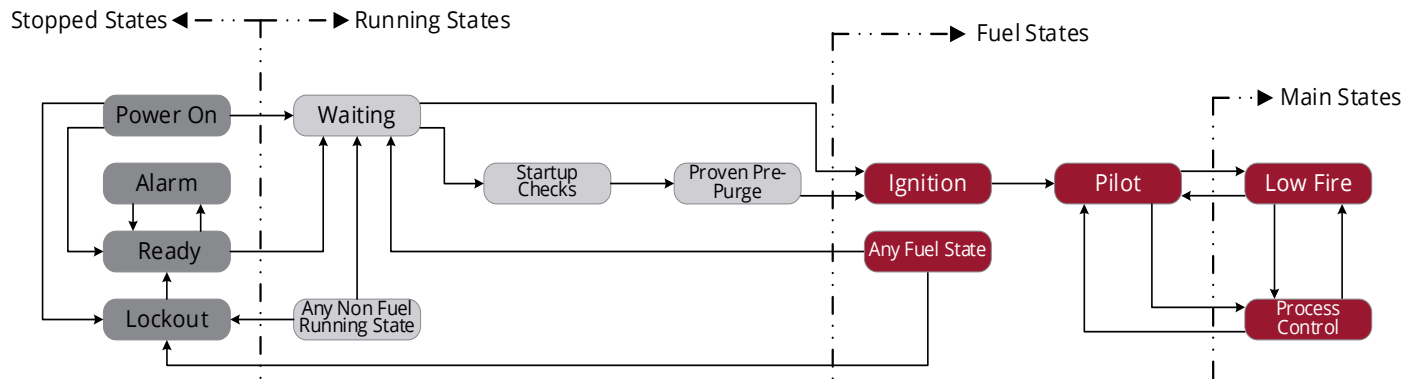 Stopped States
Running States
Fuel States
Main States
Power On
Waiting
Alarm
Startup
Checks
Proven Pre-
Purge
Ignition
Pilot
Low Fire
Ready
Any Fuel State
Lockout
Any Non Fuel
Running State
Process
Control